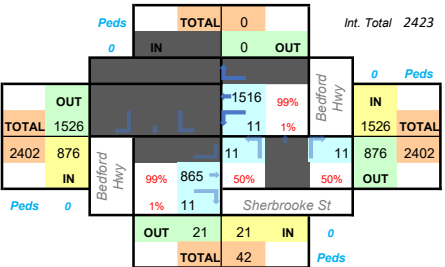 Peds TOTAL 0 Int. Total 2423
0 IN 0 OUT
0 Peds
OUT 1516 99% Bedford Hwy IN
TOTAL 1526 11 1% 1526 TOTAL
2402 876 11 11 876 2402
IN Bedford Hwy 99% 865 50% 50% OUT
Peds 0 1% 11 Sherbrooke St
OUT 21 21 IN 0
TOTAL 42 Peds